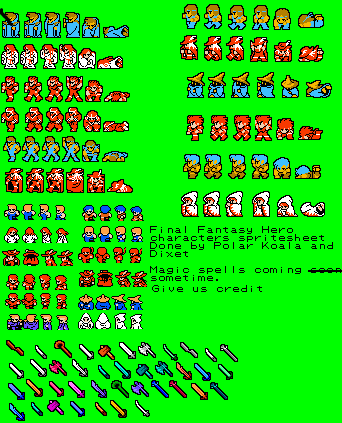 Final Fantasy Hero
characters spritesheet
Done by Polar Koala and
Dixet
Magic spells coming soon
sometime.
Give us credit